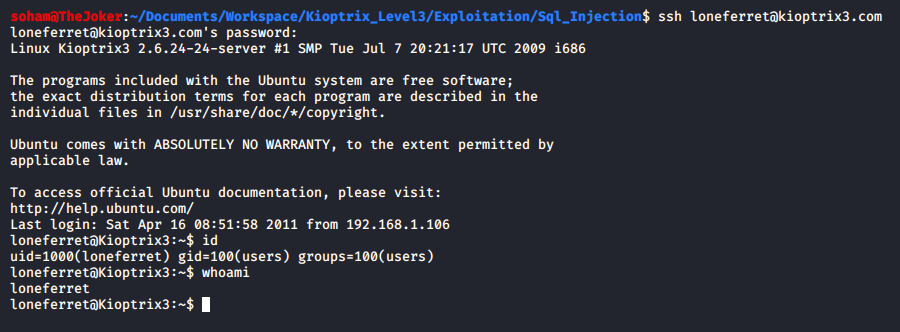 soham@TheJoker:~/Documents/Workspace/Kioptrix_Level3/Exploitation/Sql_Injection$ ssh loneferret@kioptrix3.com
loneferret@kioptrix3.com's password:
Linux Kioptrix3 2.6.24-24-server #1 SMP Tue Jul 7 20:21:17 UTC 2009 i686

The programs included with the Ubuntu system are free software;
the exact distribution terms for each program are described in the
individual files in /usr/share/doc/*/copyright.

Ubuntu comes with ABSOLUTELY NO WARRANTY, to the extent permitted by
applicable law.

To access official Ubuntu documentation, please visit:
http://help.ubuntu.com/
Last login: Sat Apr 16 08:51:58 2011 from 192.168.1.106
loneferret@Kioptrix3:~$ id
uid=1000(loneferret) gid=100(users) groups=100(users)
loneferret@Kioptrix3:~$ whoami
loneferret
loneferret@Kioptrix3:~$